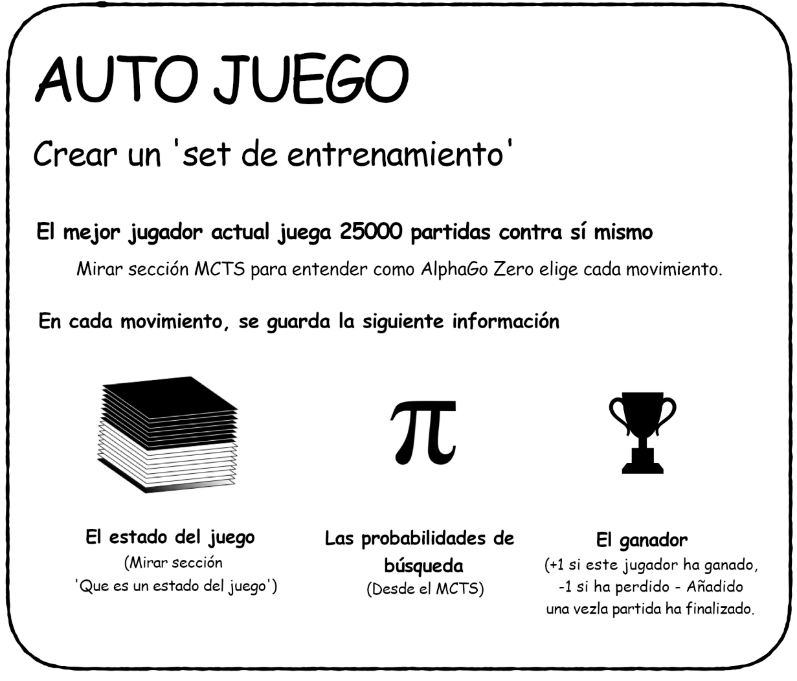 AUTO JUEGO
Crear un 'set de entrenamiento'
El mejor jugador actual juega 25000 partidas contra sí mismo
Mirar sección MCTS para entender como AlphaGo Zero elige cada movimiento.
En cada movimiento, se guarda la siguiente información
π
El estado del juego
(Mirar sección
'Que es un estado del juego')
Las probabilidades de
búsqueda
(Desde el MCTS)
El ganador
(+1 si este jugador ha ganado,
-1 si ha perdido - Añadido
una vezla partida ha finalizado.